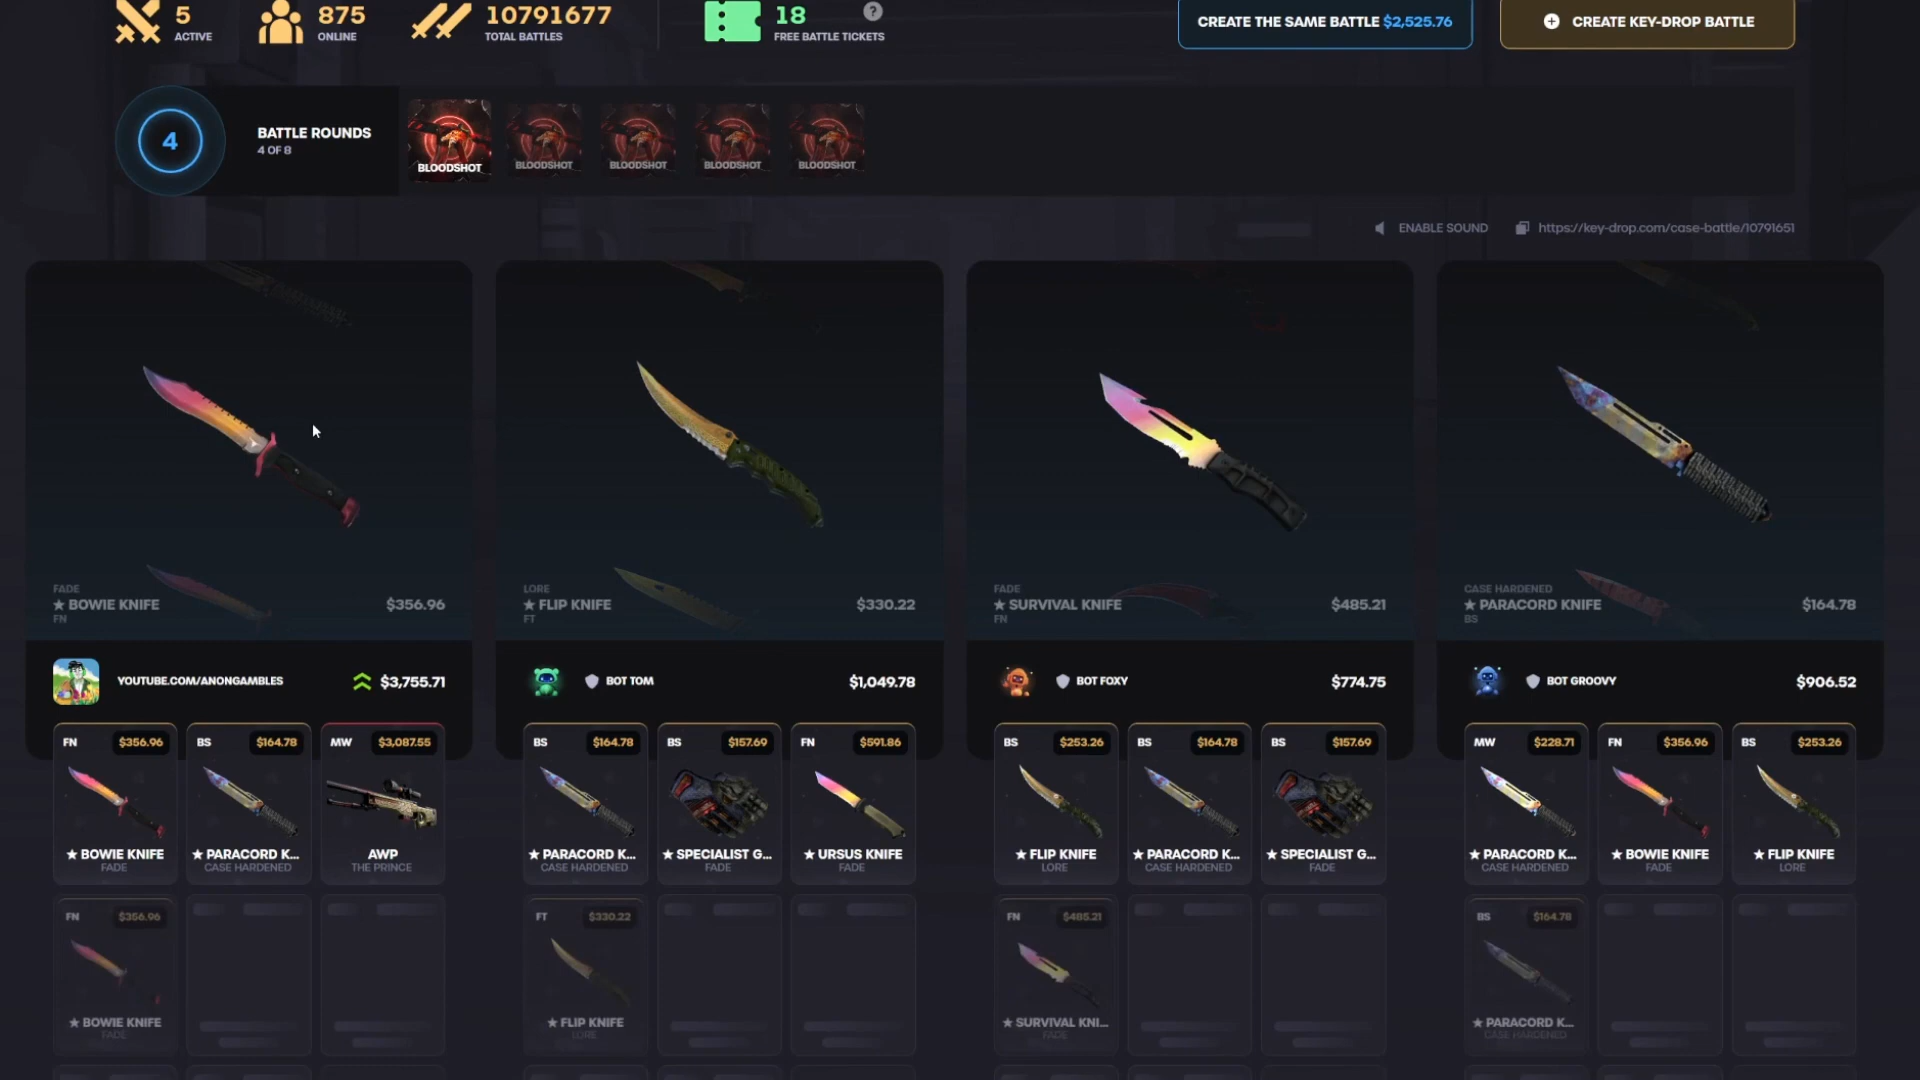 5
ACTIVE
875
ONLINE
10791677
TOTAL BATTLES
18
FREE BATTLE TICKETS
?
CREATE THE SAME BATTLE $2,525.76
CREATE KEY-DROP BATTLE
4
BATTLE ROUNDS
4 OF 8
BLOODSHOT
BLOODSHOT
BLOODSHOT
BLOODSHOT
BLOODSHOT
ENABLE SOUND
https://key-drop.com/case-battle/10791651
FADE
★ BOWIE KNIFE
FN
$356.96
LORE
★ FLIP KNIFE
FT
$330.22
FADE
★ SURVIVAL KNIFE
FN
$485.21
CASE HARDENED
★ PARACORD KNIFE
BS
$164.78
YOUTUBE.COM/ANONGAMBLES
$3,755.71
BOT TOM
$1,049.78
BOT FOXY
$774.75
BOT GROOVY
$906.52
FN $356.96
★ BOWIE KNIFE
FADE
BS $164.78
★ PARACORD K...
CASE HARDENED
MW $3,087.55
AWP
THE PRINCE
BS $164.78
★ PARACORD K...
CASE HARDENED
BS $157.69
★ SPECIALIST G...
FADE
FN $591.86
★ URSUS KNIFE
FADE
BS $253.26
★ FLIP KNIFE
LORE
BS $164.78
★ PARACORD K...
CASE HARDENED
BS $157.69
★ SPECIALIST G...
FADE
MW $228.71
★ PARACORD K...
CASE HARDENED
FN $356.96
★ BOWIE KNIFE
FADE
BS $253.26
★ FLIP KNIFE
LORE
FN $356.96
★ BOWIE KNIFE
FADE
FT $330.22
★ FLIP KNIFE
LORE
FN $485.21
★ SURVIVAL KNI...
FADE
BS $164.78
★ PARACORD K...
CASE HARDENED